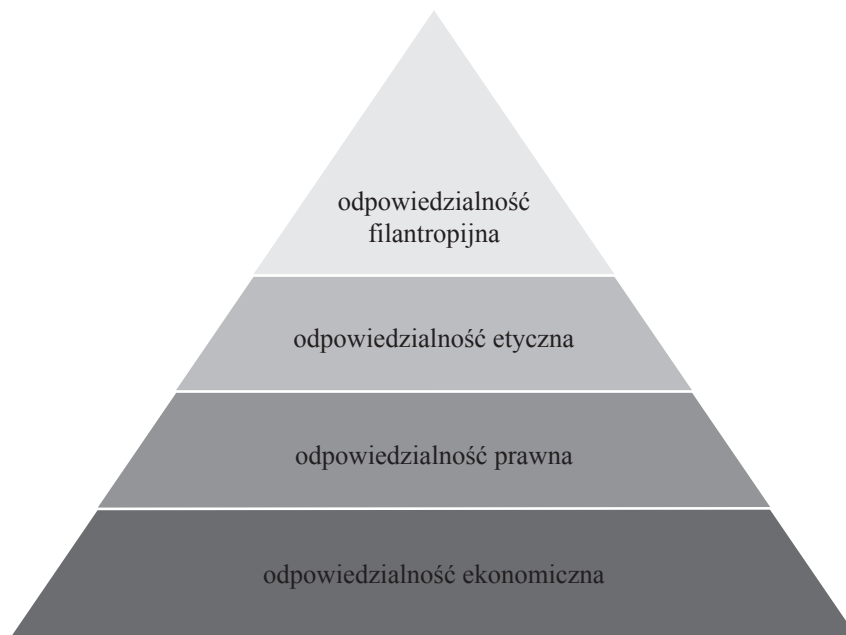 odpowiedzialność
filantropijna
odpowiedzialność etyczna
odpowiedzialność prawna
odpowiedzialność ekonomiczna